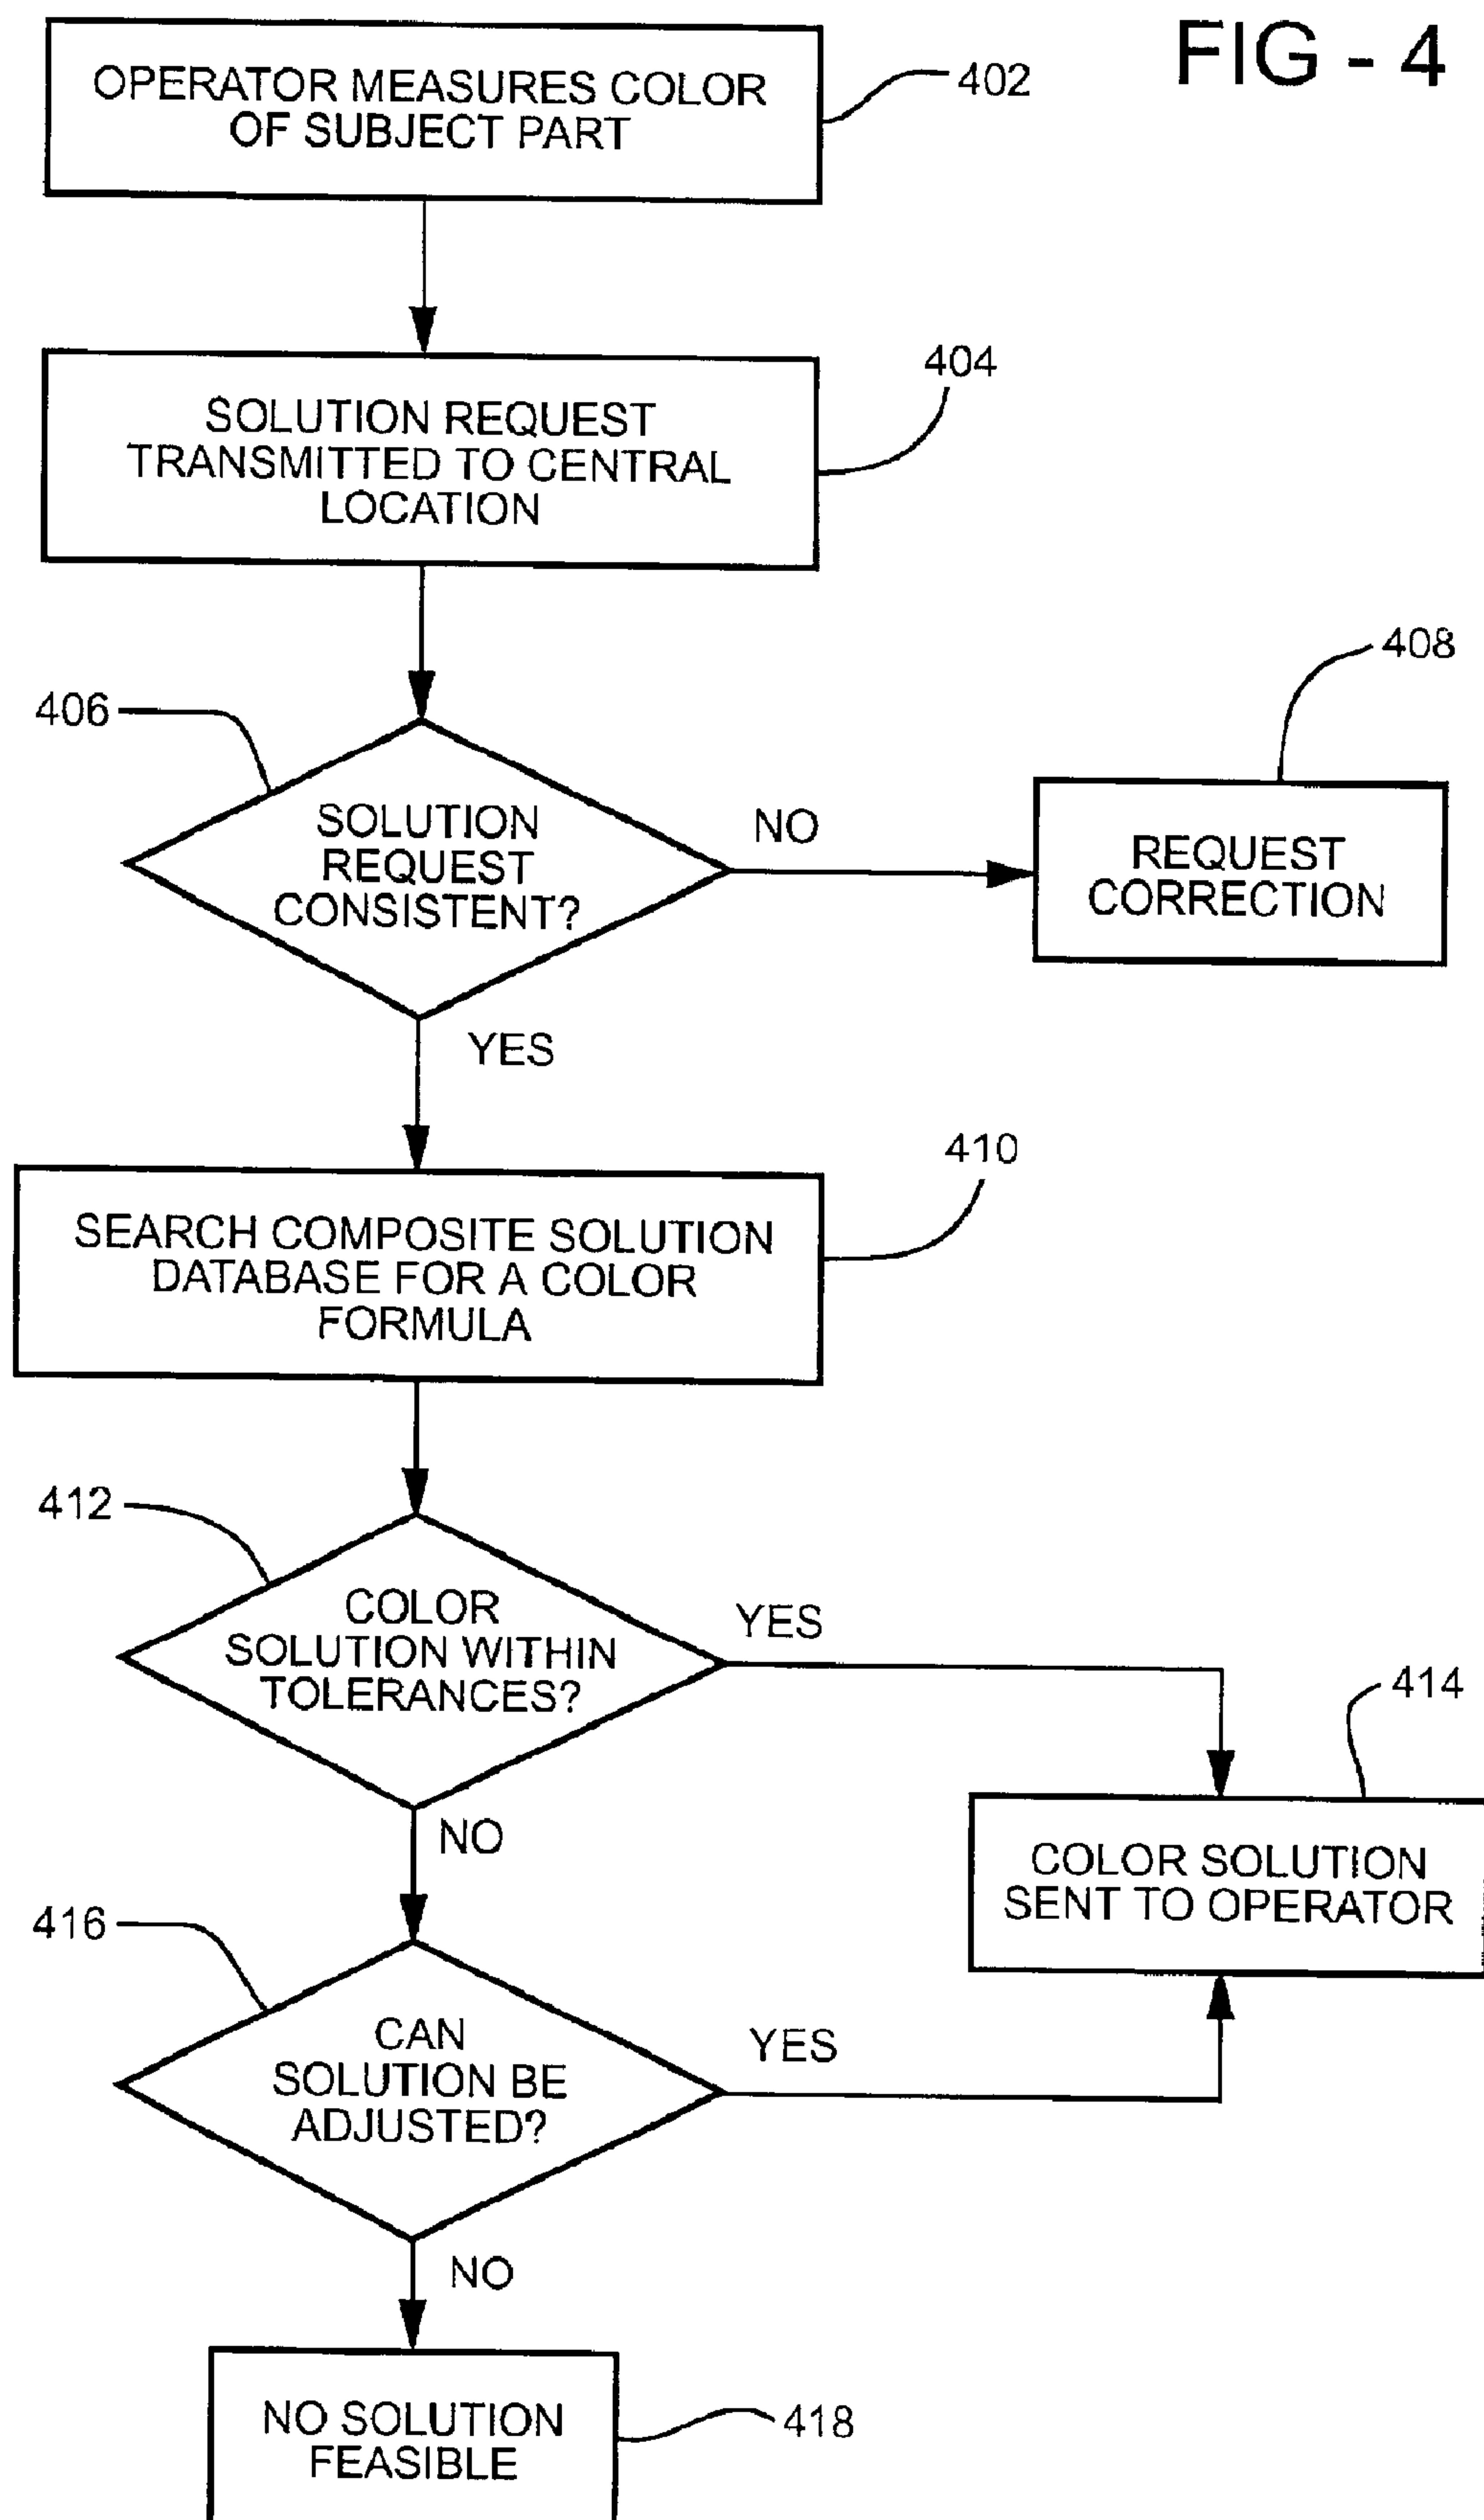 FIG - 4
OPERATOR MEASURES COLOR
OF SUBJECT PART
402
SOLUTION REQUEST
TRANSMITTED TO CENTRAL
LOCATION
404
406
SOLUTION
REQUEST
CONSISTENT?
NO
408
REQUEST
CORRECTION
YES
SEARCH COMPOSITE SOLUTION
DATABASE FOR A COLOR
FORMULA
410
412
COLOR
SOLUTION WITHIN
TOLERANCES?
YES
414
COLOR SOLUTION
SENT TO OPERATOR
NO
416
CAN
SOLUTION BE
ADJUSTED?
YES
NO
NO SOLUTION
FEASIBLE
418